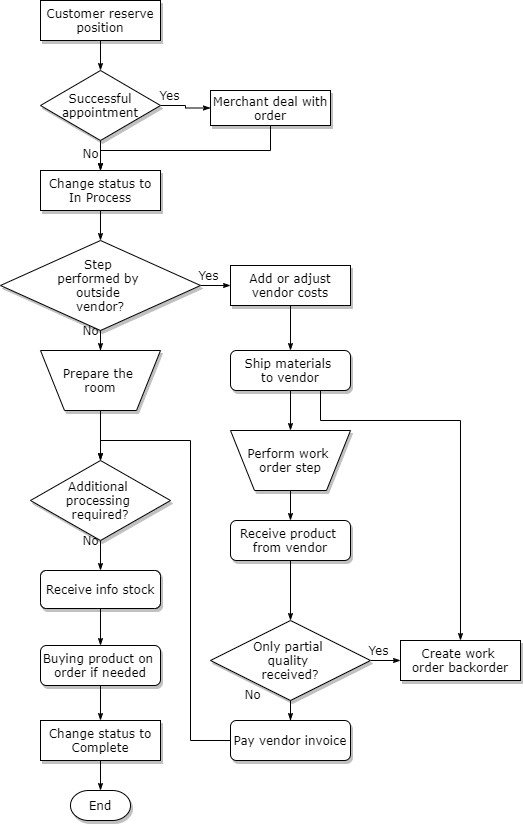 Customer reserve
position
Successful
appointment
Yes
Merchant deal with
order
No
Change status to
In Process
Step
performed by
outside
vendor?
Yes
Add or adjust
vendor costs
No
Prepare the
room
Ship materials
to vendor
Perform work
order step
Additional
processing
required?
No
Receive product
from vendor
Receive info stock
Only partial
quality
received?
Yes
Create work
order backorder
No
Buying product on
order if needed
Pay vendor invoice
Change status to
Complete
End